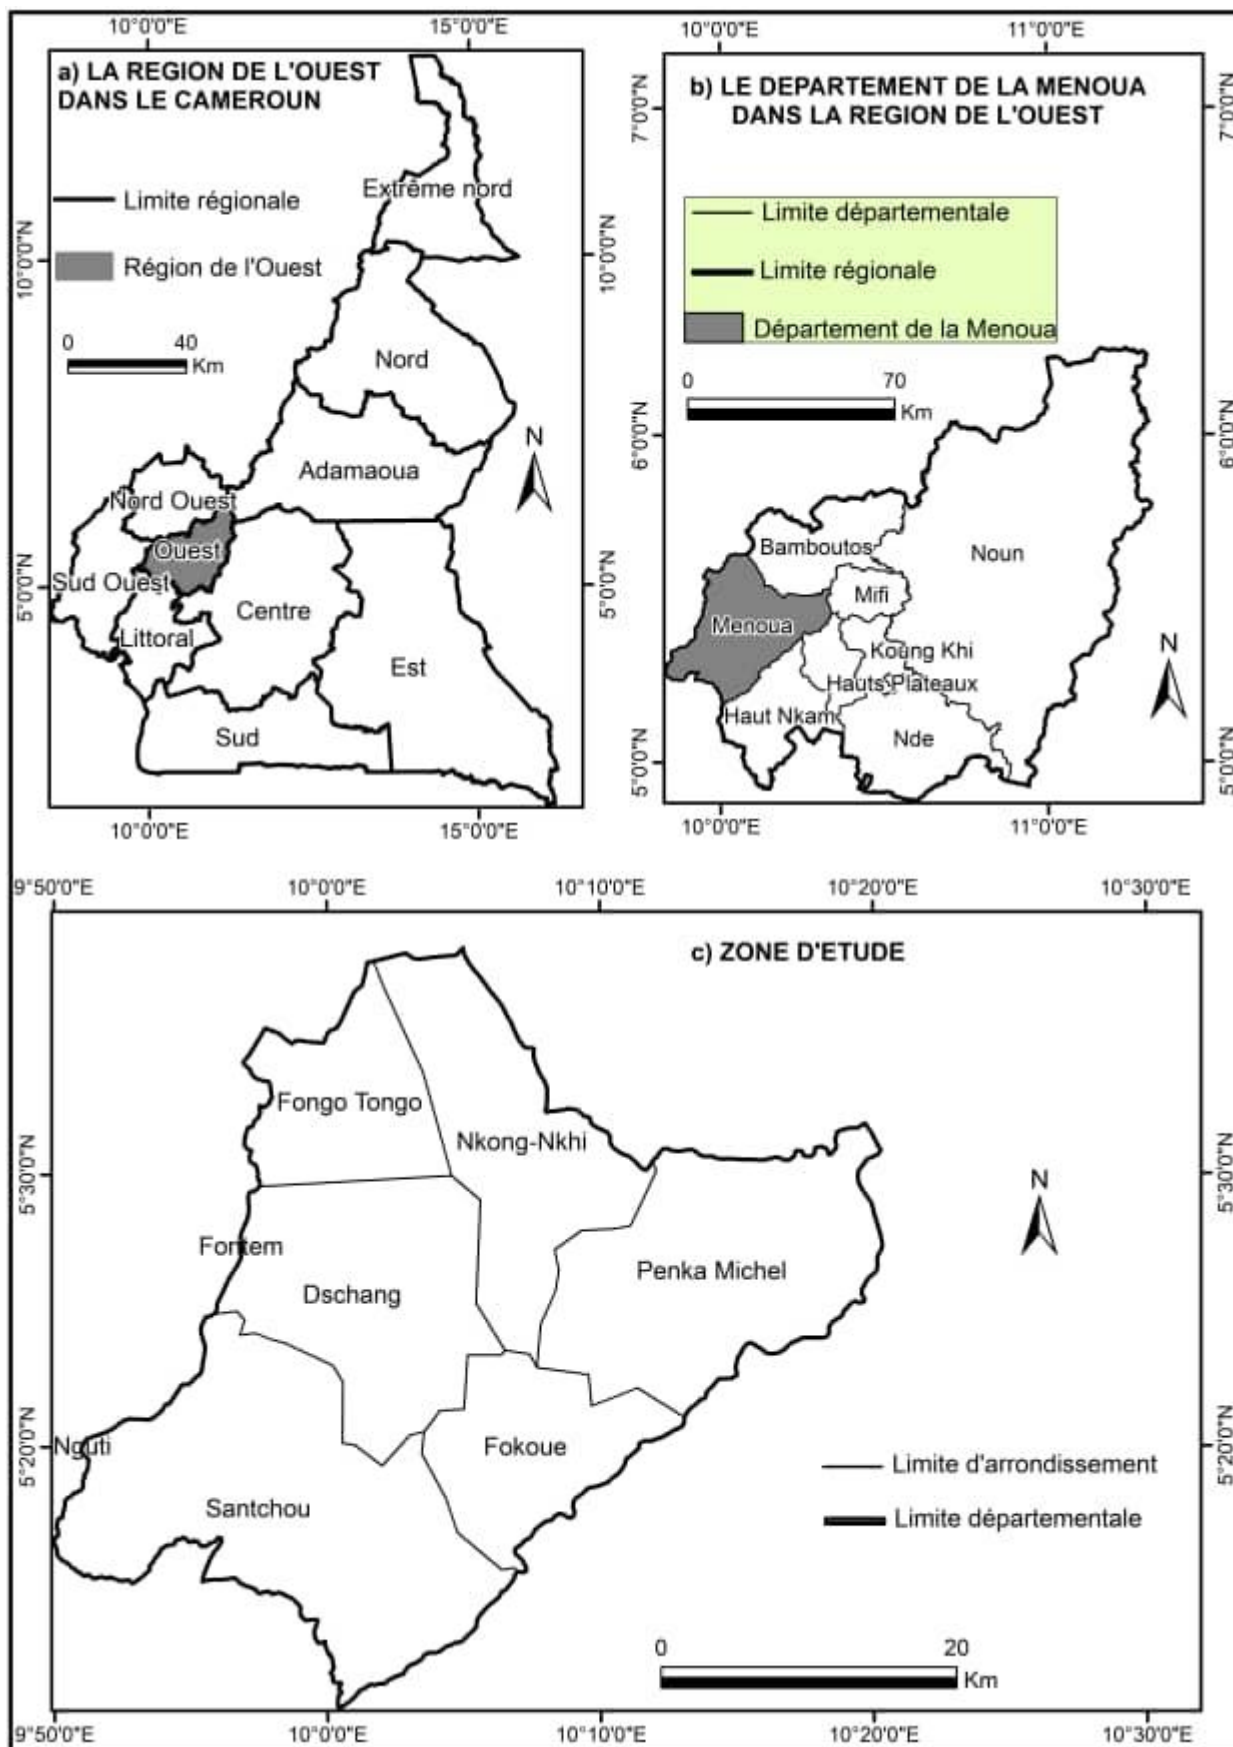 10°0'0"E 15°0'0"E
a) LA REGION DE L'OUEST
DANS LE CAMEROUN
Limite régionale
Région de l'Ouest
0 40
Km
Extrême nord
Nord
Adamaoua
N
Nord Ouest
Ouest
Sud Ouest
Centre
Littoral
Est
Sud
10°0'0"N
5°0'0"N
10°0'0"N
5°0'0"N
10°0'0"E 15°0'0"E
10°0'0"E 11°0'0"E
b) LE DEPARTEMENT DE LA MENOUA
DANS LA REGION DE L'OUEST
Limite départementale
Limite régionale
Département de la Menoua
0 70
Km
Bamboutos
Noun
Mifi
Menoua
Koung Khi
N
Hauts Plateaux
Haut Nkam
Nde
7°0'0"N
6°0'0"N
5°0'0"N
7°0'0"N
6°0'0"N
5°0'0"N
10°0'0"E 11°0'0"E
9°50'0"E 10°0'0"E 10°10'0"E 10°20'0"E 10°30'0"E
c) ZONE D'ETUDE
Fongo Tongo
Nkong-Nkhi
5°30'0"N
5°30'0"N
N
Fontem
Penka Michel
Dschang
Nguti
5°20'0"N
5°20'0"N
Fokoue
Santchou
Limite d'arrondissement
Limite départementale
0 20
Km
9°50'0"E 10°0'0"E 10°10'0"E 10°20'0"E 10°30'0"E